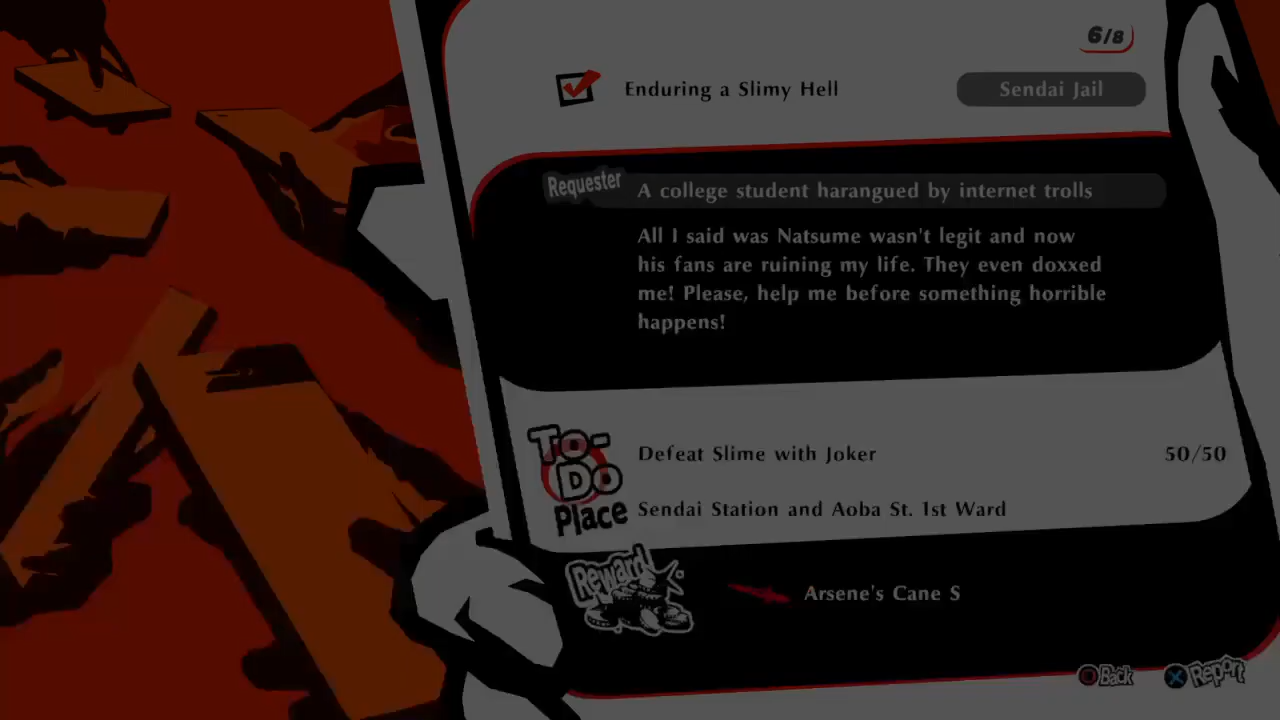 6/8
Enduring a Slimy Hell
Sendai Jail
Requester
A college student harangued by internet trolls
All I said was Natsume wasn't legit and now
his fans are ruining my life. They even doxxed
me! Please, help me before something horrible
happens!
To-Do
Defeat Slime with Joker
50/50
Place
Sendai Station and Aoba St. 1st Ward
Reward
Arsene's Cane S
Back
Report